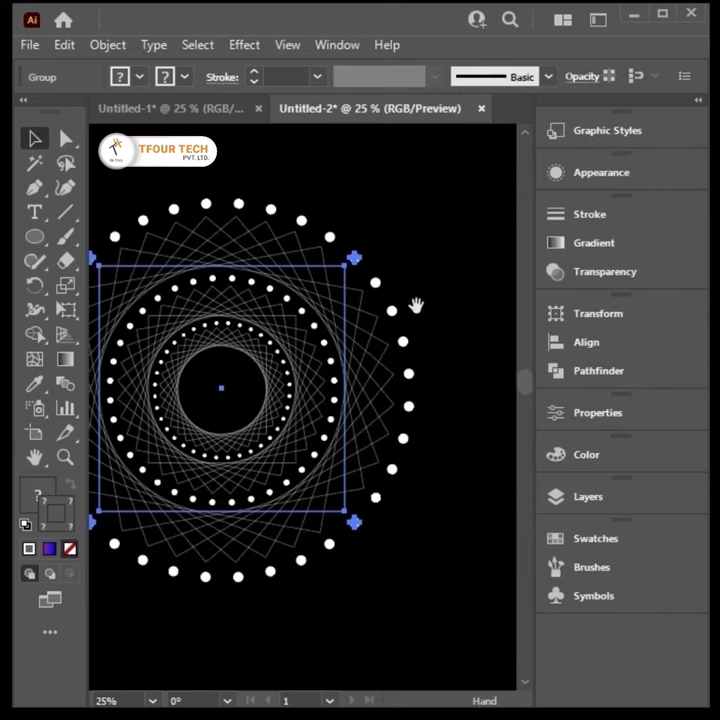 Ai
File Edit Object Type Select Effect View Window Help
Group ? ? Stroke: Basic Opacity
Untitled-1* @ 25 % (RGB/... × Untitled-2* @ 25 % (RGB/Preview) ×
TFOUR TECH
PVT. LTD.
Graphic Styles
Appearance
Stroke
Gradient
Transparency
Transform
Align
Pathfinder
Properties
Color
Layers
Swatches
Brushes
Symbols
T
?
? ?
? ?
25% 0° 1 Hand